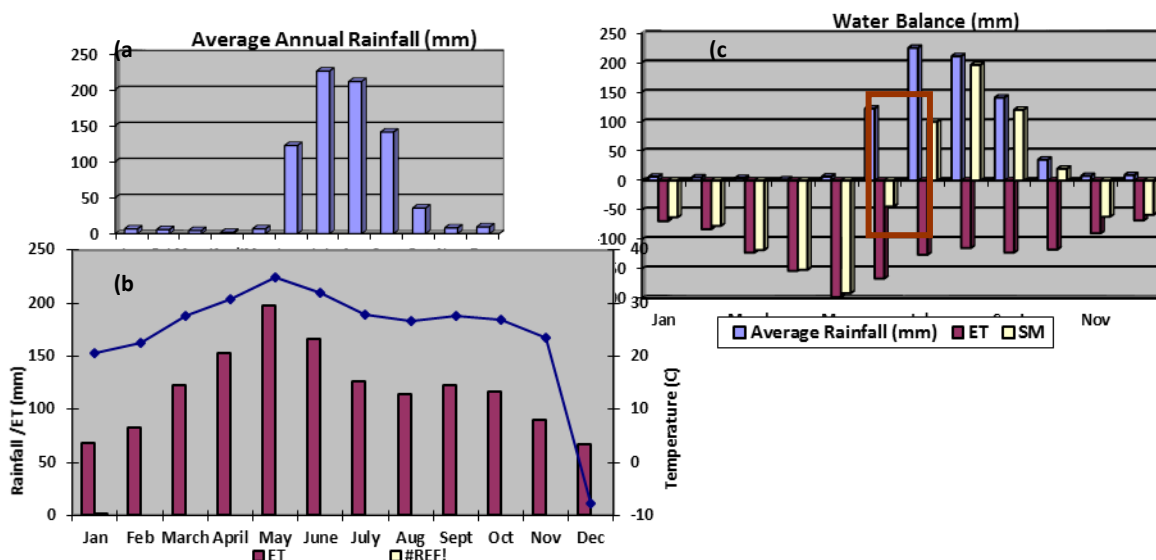 (a
Average Annual Rainfall (mm)
250
200
150
100
50
0
(b
250
200
150
100
50
0
Rainfall /ET (mm)
40
30
20
10
0
-10
Temperature (C)
Jan Feb March April May June July Aug Sept Oct Nov Dec
ET #REF!
(c
Water Balance (mm)
250
200
150
100
50
0
-50
-100
Jan Nov
Average Rainfall (mm) ET SM